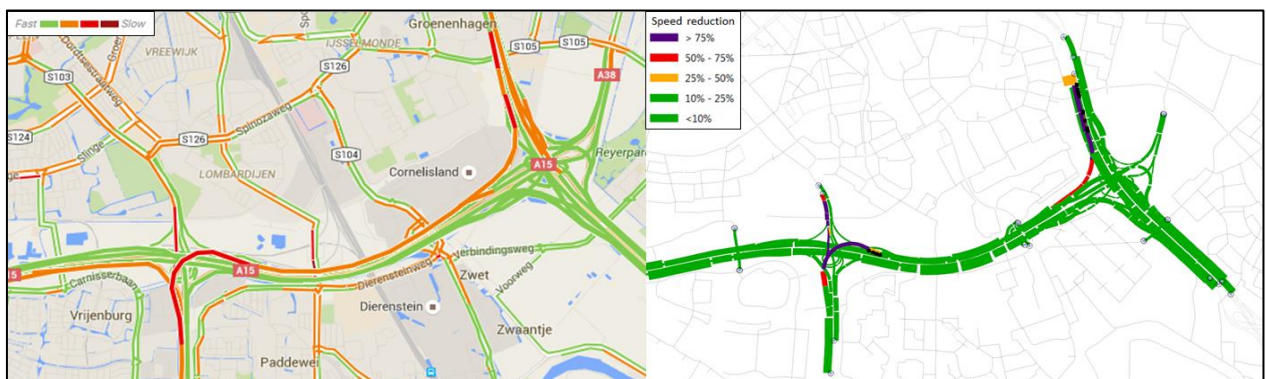 Fast Slow
Groenenhagen
S105
S105
IJSSELMONDE
VREEWIJK
Dordtsestraatweg
S126
A38
S103
Spinozaweg
S124
S126
Slinge
S104
A15
Reyerpark
LOMBARDIJEN
Cornelisland
A15
Verbindingsweg
Carnisserbaan
Dierensteinweg
Zwet
Voorweg
Vrijenburg
Dierenstein
Zwaantje
Paddewei
Speed reduction
> 75%
50% - 75%
25% - 50%
10% - 25%
<10%